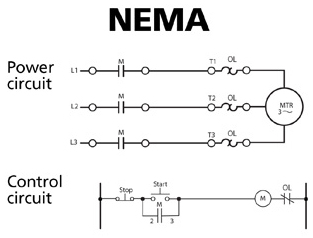 NEMA
Power circuit
L1 M T1 OL
L2 M T2 OL
MTR
3~
L3 M T3 OL
Control circuit
Stop Start
M
2 3
M
OL